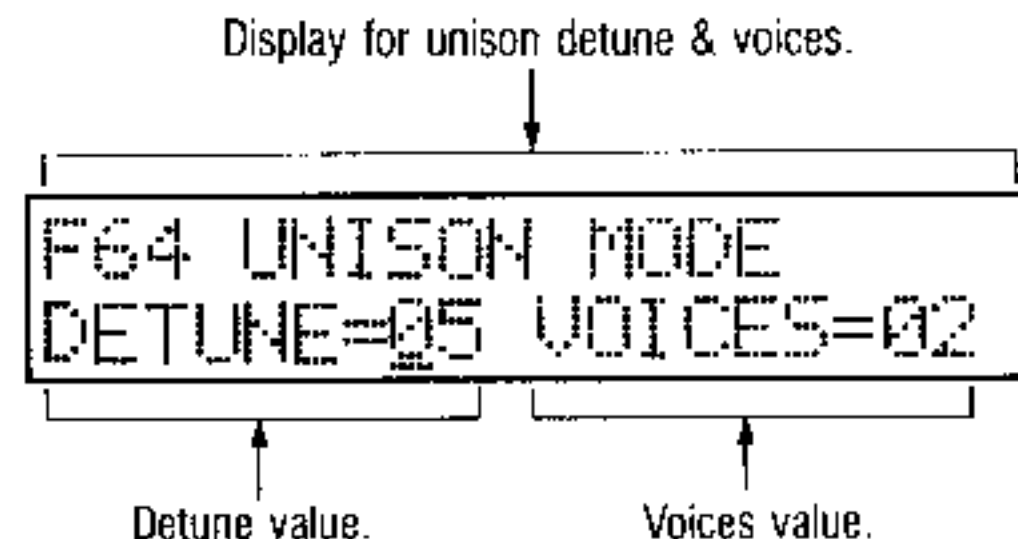 Display for unison detune & voices.
F64 UNISON MODE
DETUNE=05 VOICES=02
Detune value.
Voices value.